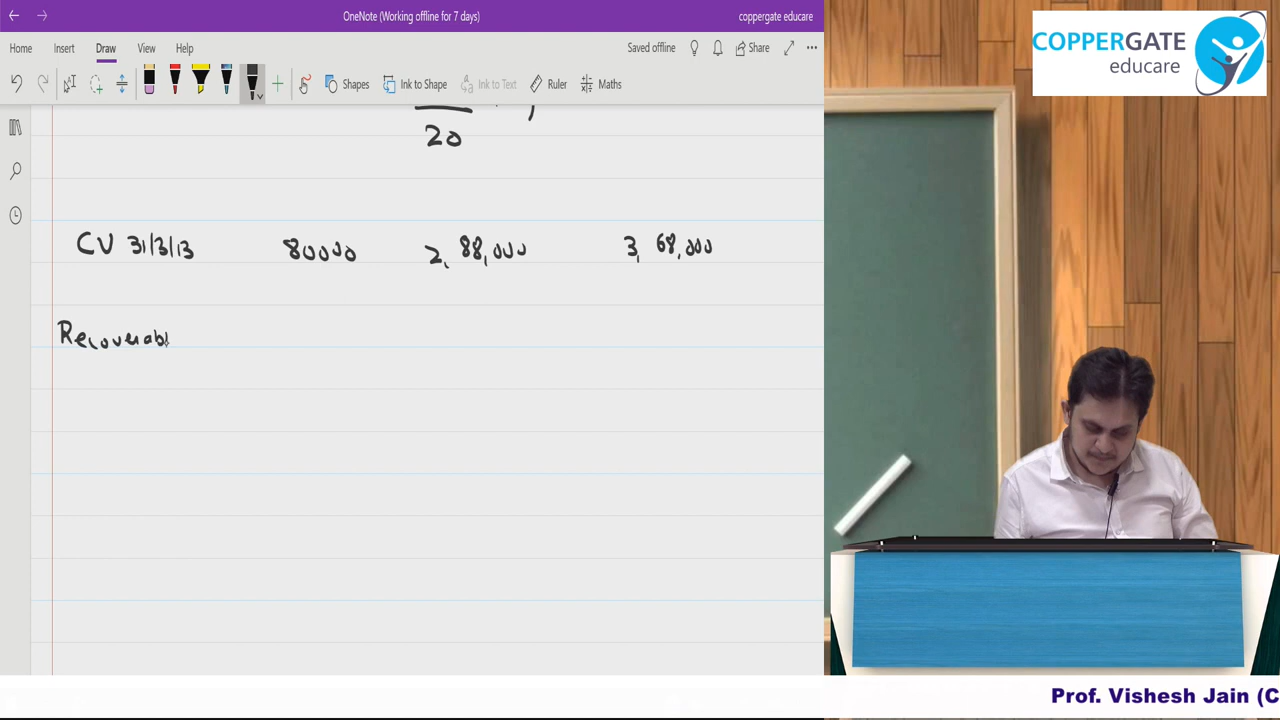 OneNote (Working offline for 7 days)
coppergate educare
Home Insert Draw View Help
Saved offline Share
Shapes Ink to Shape Ink to Text Ruler Maths
COPPERGATE
educare
20
CV 31/3/13 80000 2,88,000 3,68,000
Recoverabl
Prof. Vishesh Jain (C